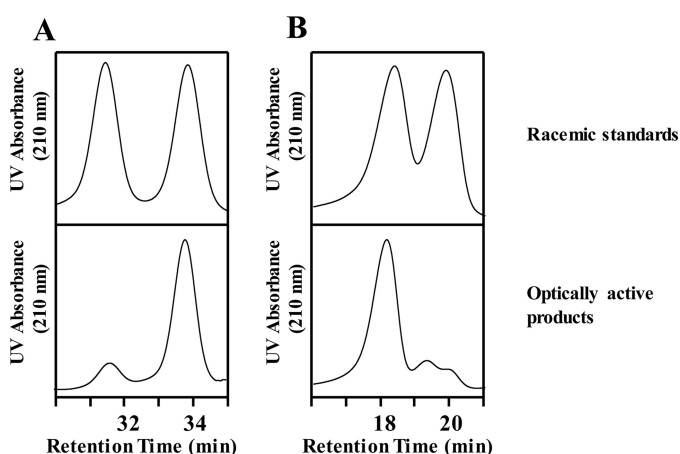 A
B
UV Absorbance
(210 nm)
UV Absorbance
(210 nm)
Racemic standards
UV Absorbance
(210 nm)
UV Absorbance
(210 nm)
Optically active
products
32 34
18 20
Retention Time (min)
Retention Time (min)